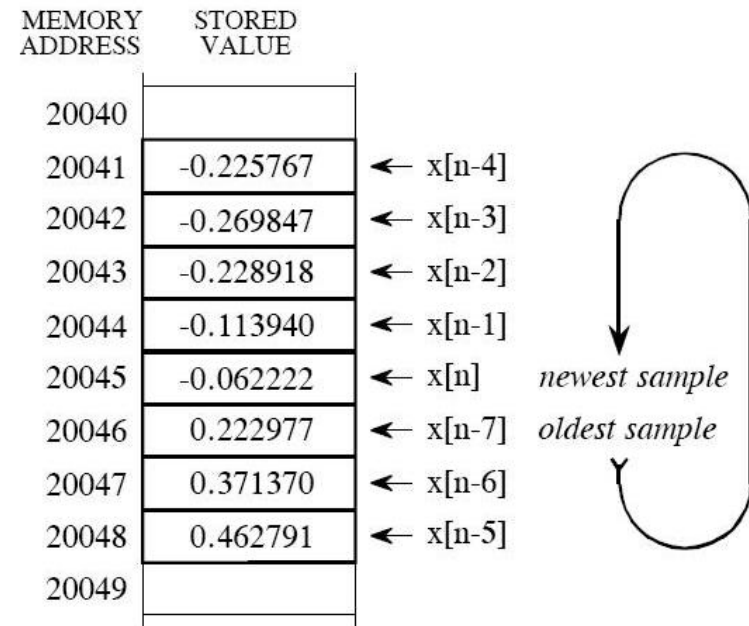 MEMORY STORED
ADDRESS VALUE
20040
20041 -0.225767 x[n-4]
20042 -0.269847 x[n-3]
20043 -0.228918 x[n-2]
20044 -0.113940 x[n-1]
20045 -0.062222 x[n] newest sample
20046 0.222977 x[n-7] oldest sample
20047 0.371370 x[n-6]
20048 0.462791 x[n-5]
20049